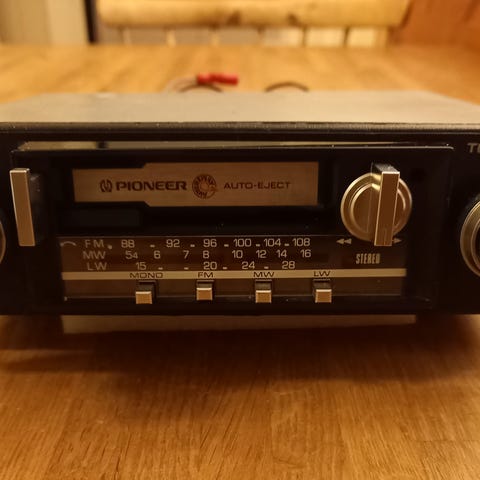 PIONEER AUTO-EJECT
FM 88 92 96 100 104 108
MW 54 6 7 8 10 12 14 16
LW 15 20 24 28
STEREO
MONO FM MW LW